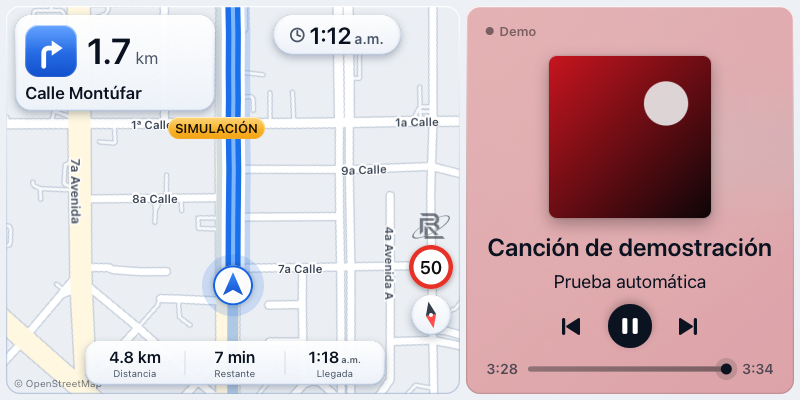 1.7 km
Calle Montúfar
1:12 a.m.
SIMULACIÓN
1ª Calle
1a Calle
7a Avenida
9a Calle
8a Calle
4a Avenida A
7a Calle
50
4.8 km
Distancia
7 min
Restante
1:18 a.m.
Llegada
© OpenStreetMap
Demo
Canción de demostración
Prueba automática
3:28
3:34